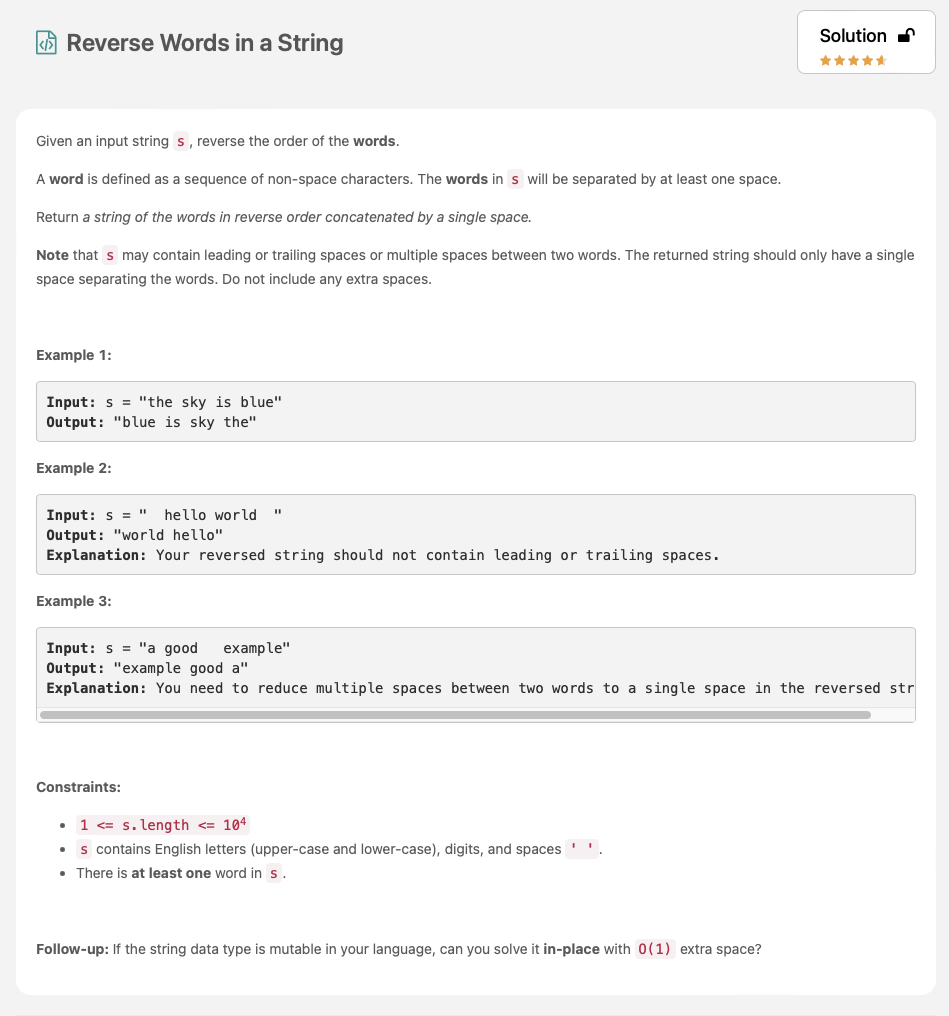 Reverse Words in a String
Solution
Given an input string s, reverse the order of the words.
A word is defined as a sequence of non-space characters. The words in s will be separated by at least one space.
Return a string of the words in reverse order concatenated by a single space.
Note that s may contain leading or trailing spaces or multiple spaces between two words. The returned string should only have a single
space separating the words. Do not include any extra spaces.
Example 1:
Input: s = "the sky is blue"
Output: "blue is sky the"
Example 2:
Input: s = "  hello world  "
Output: "world hello"
Explanation: Your reversed string should not contain leading or trailing spaces.
Example 3:
Input: s = "a good   example"
Output: "example good a"
Explanation: You need to reduce multiple spaces between two words to a single space in the reversed str
Constraints:
• 1 <= s.length <= 10⁴
• s contains English letters (upper-case and lower-case), digits, and spaces ' '.
• There is at least one word in s.
Follow-up: If the string data type is mutable in your language, can you solve it in-place with O(1) extra space?